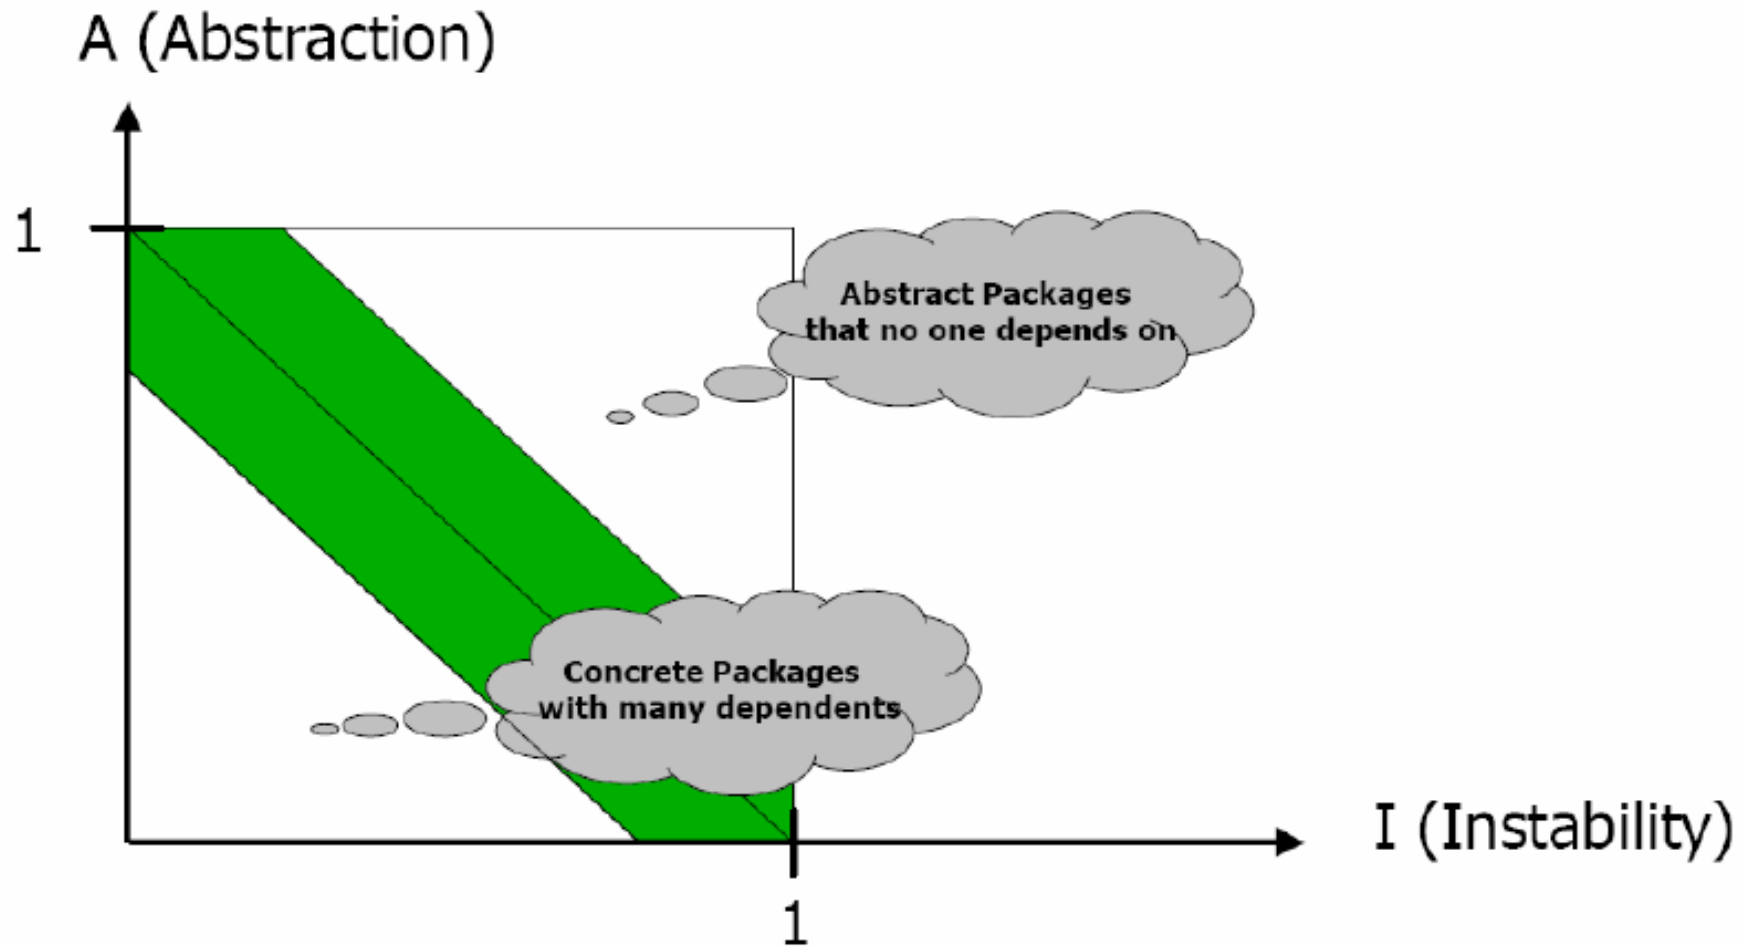 A (Abstraction)
1
Abstract Packages
that no one depends on
Concrete Packages
with many dependents
I (Instability)
1